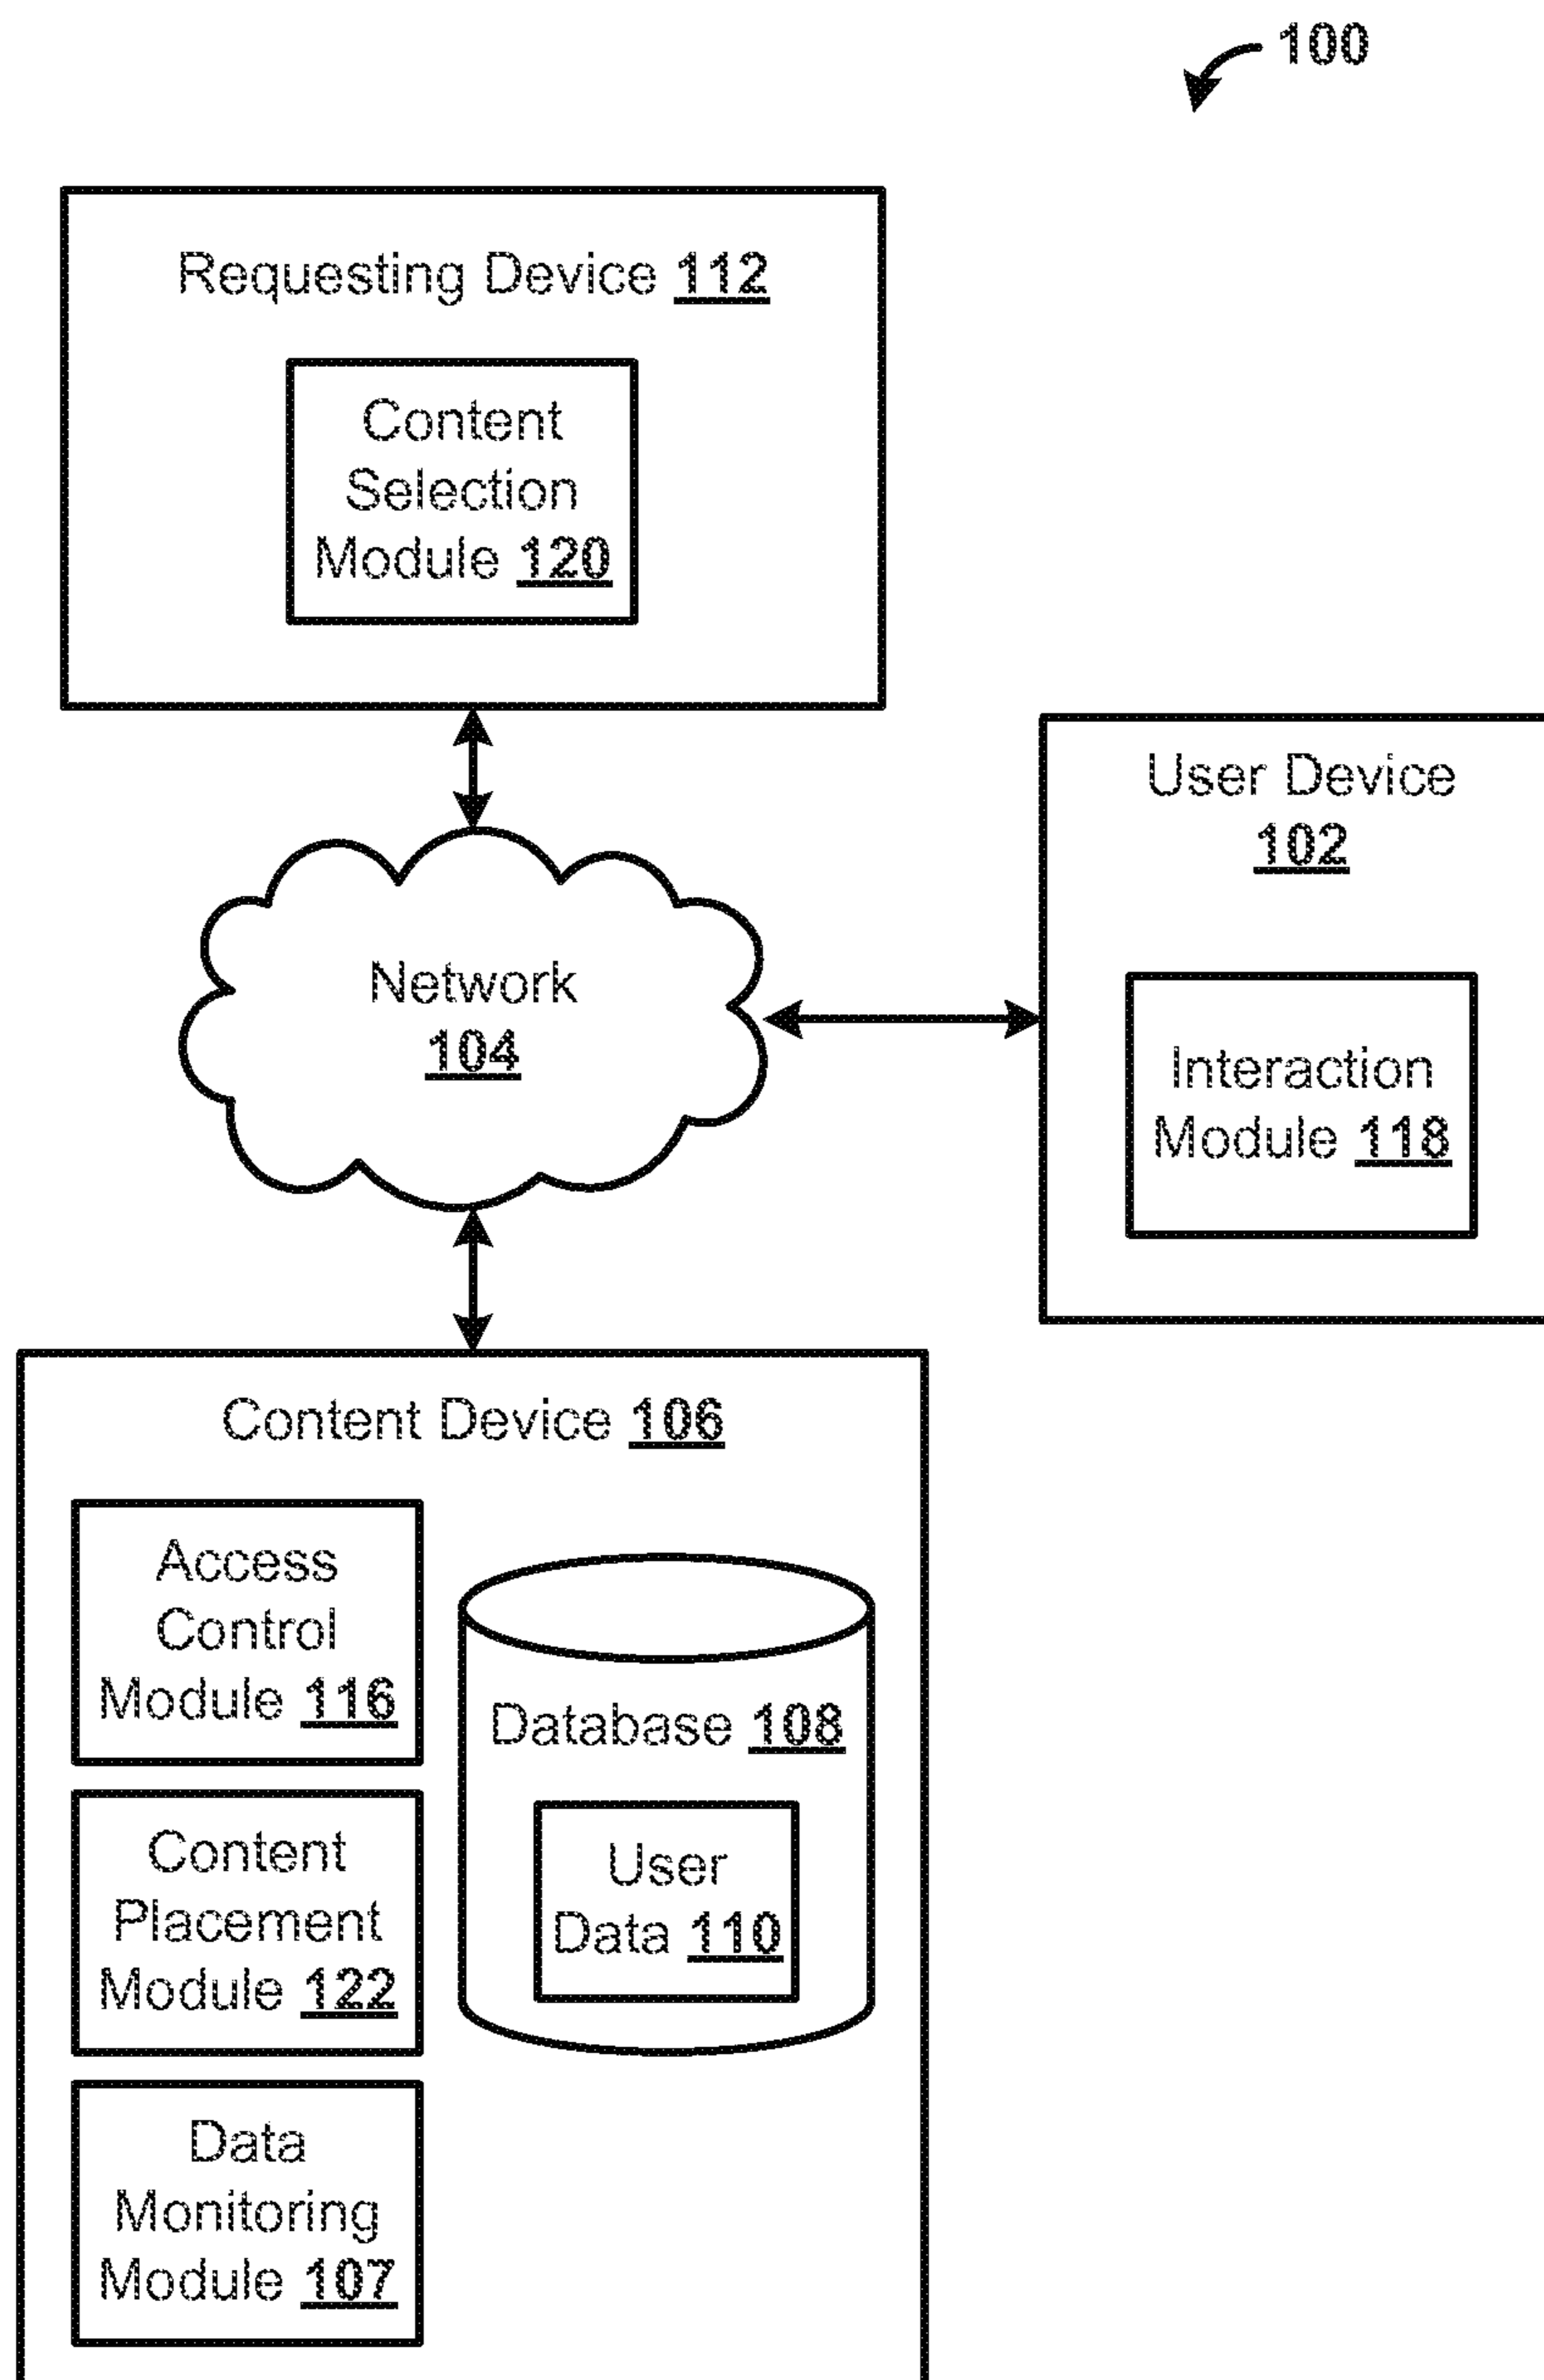 100
Requesting Device 112
Content
Selection
Module 120
User Device
102
Network
104
Interaction
Module 118
Content Device 106
Access
Control
Module 116
Database 108
User
Data 110
Content
Placement
Module 122
Data
Monitoring
Module 107